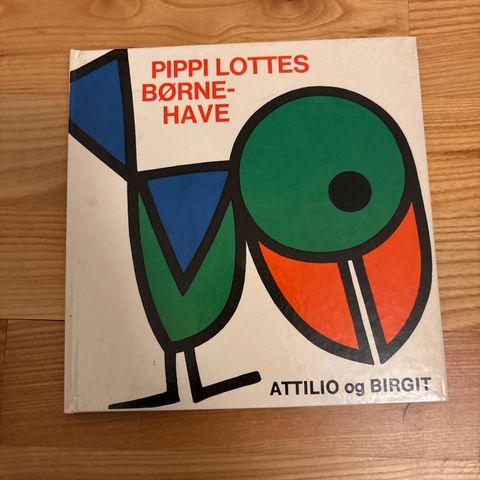 PIPPI LOTTES
BØRNE-
HAVE
ATTILIO og BIRGIT